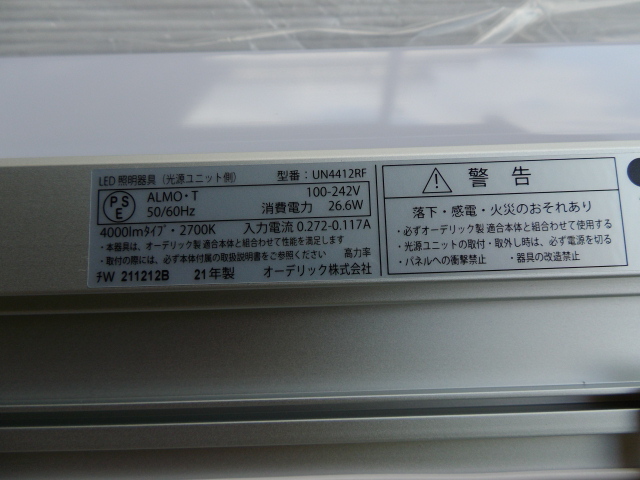 LED 照明器具（光源ユニット側） 型番：UN4412RF
PSE
ALMO・T 100-242V
50/60Hz 消費電力 26.6W
4000lmタイプ・2700K 入力電流 0.272-0.117A
・本器具は、オーデリック製 適合本体と組合わせて性能を満足します
・取付の際には、必ず本体付属の取扱説明書をご参照ください 高力率
ﾁW 211212B 21年製 オーデリック株式会社
警告
落下・感電・火災のおそれあり
・必ずオーデリック製 適合本体と組合わせて使用する
・光源ユニットの取付・取外し時は、必ず電源を切る
・パネルへの衝撃禁止 ・器具の改造禁止